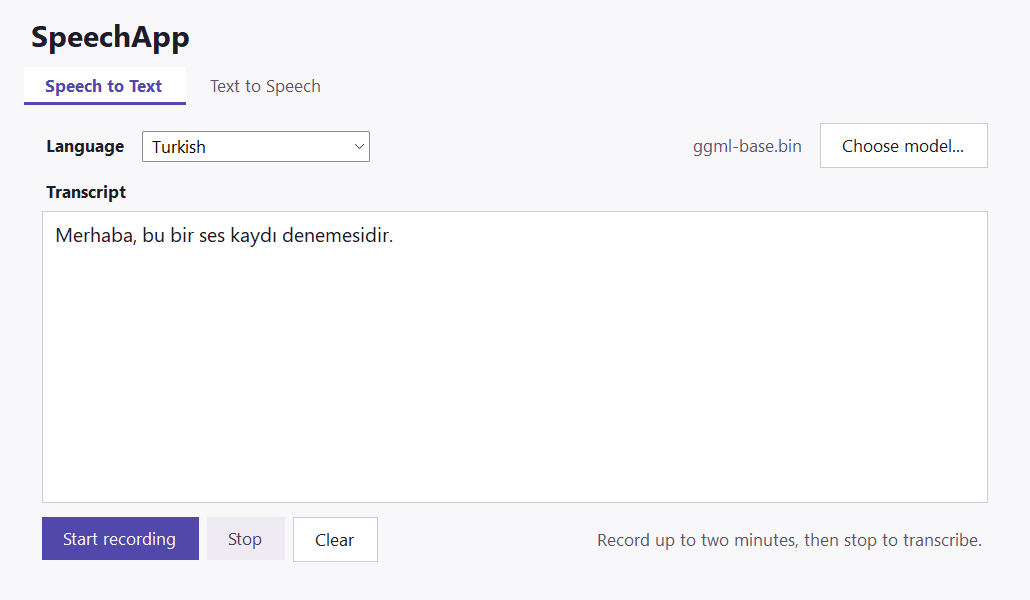 SpeechApp
Speech to Text Text to Speech
Language Turkish ggml-base.bin Choose model...
Transcript
Merhaba, bu bir ses kaydı denemesidir.
Start recording Stop Clear Record up to two minutes, then stop to transcribe.